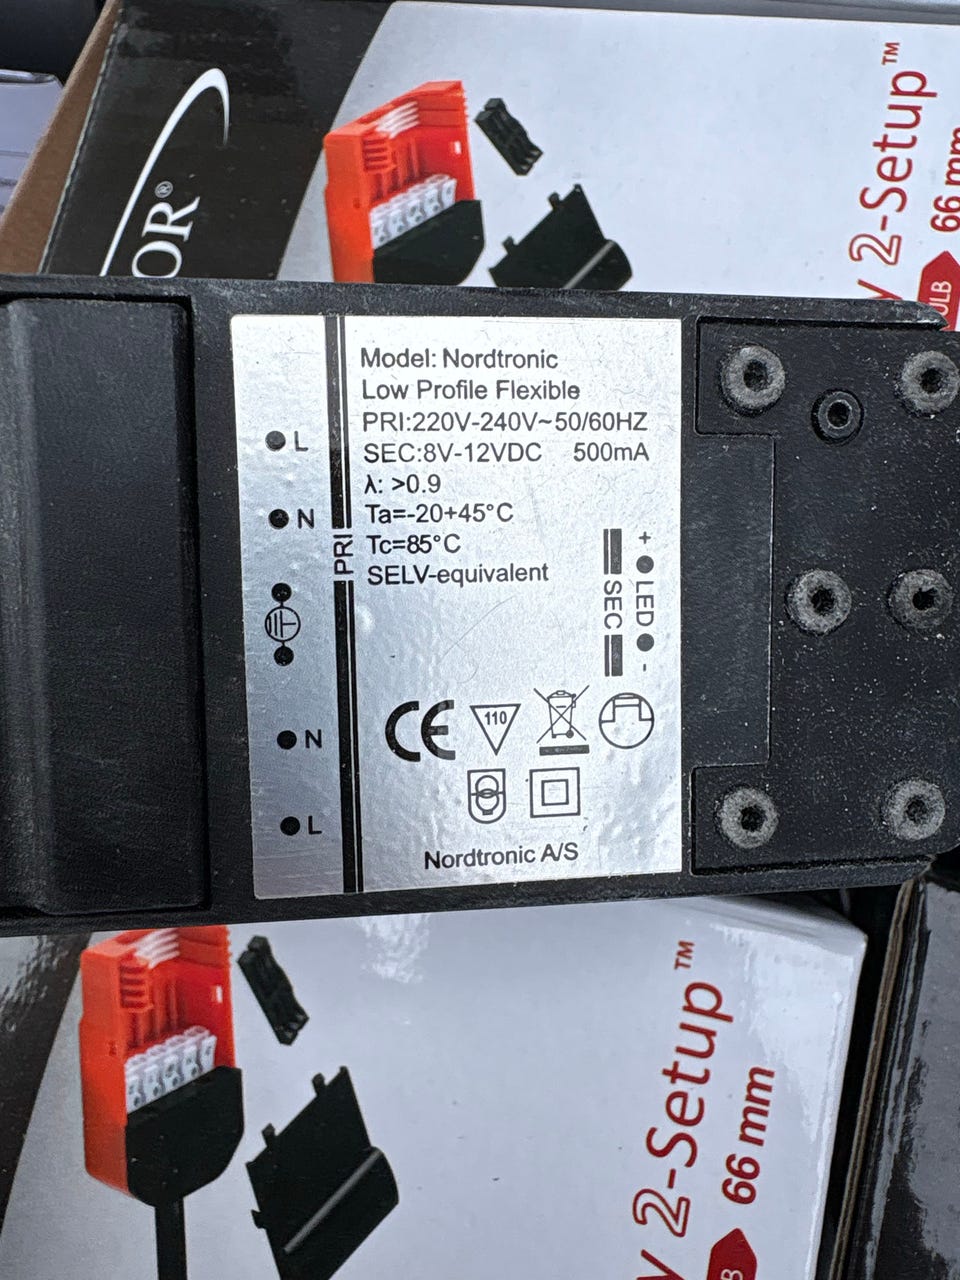 OR®
2-Setup™
66 mm
ULB
Model: Nordtronic
Low Profile Flexible
PRI:220V-240V~50/60HZ
SEC:8V-12VDC 500mA
λ: >0.9
Ta=-20+45°C
Tc=85°C
SELV-equivalent
L
N
PRI
N
L
+ LED -
SEC
CE
110
Nordtronic A/S
y 2-Setup™
66 mm
B